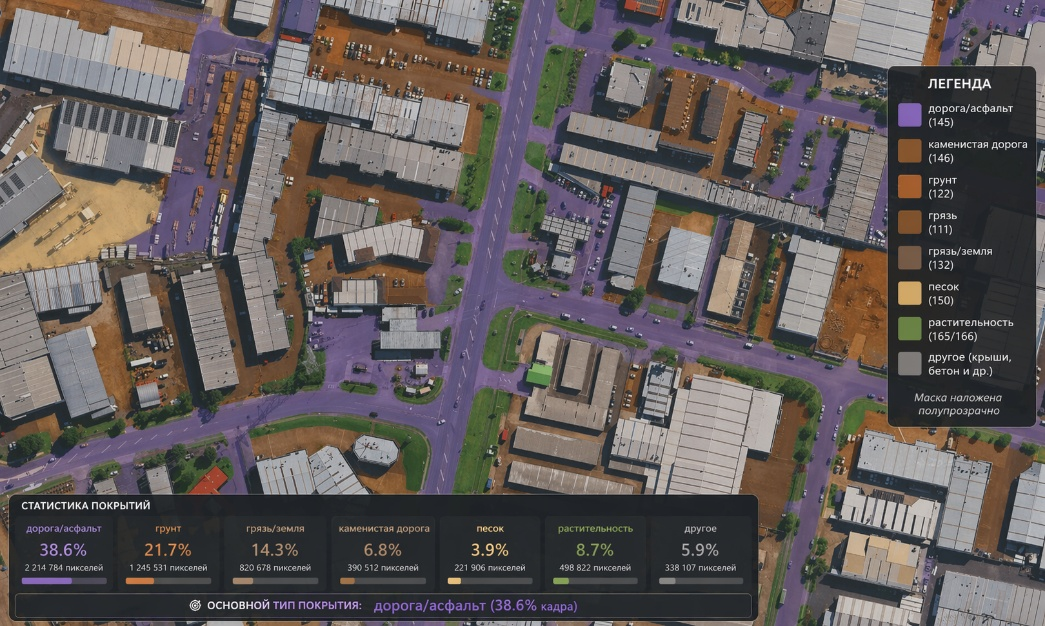 ЛЕГЕНДА
дорога/асфальт
(145)
каменистая дорога
(146)
грунт
(122)
грязь
(111)
грязь/земля
(132)
песок
(150)
растительность
(165/166)
другое (крыши,
бетон и др.)
Маска наложена
полупрозрачно
СТАТИСТИКА ПОКРЫТИЙ
дорога/асфальт
38.6%
2 214 784 пикселей
грунт
21.7%
1 245 531 пикселей
грязь/земля
14.3%
820 678 пикселей
каменистая дорога
6.8%
390 512 пикселей
песок
3.9%
221 906 пикселей
растительность
8.7%
498 822 пикселей
другое
5.9%
338 107 пикселей
ОСНОВНОЙ ТИП ПОКРЫТИЯ: дорога/асфальт (38.6% кадра)